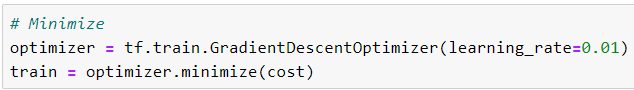 # Minimize
optimizer = tf.train.GradientDescentOptimizer(learning_rate=0.01)
train = optimizer.minimize(cost)